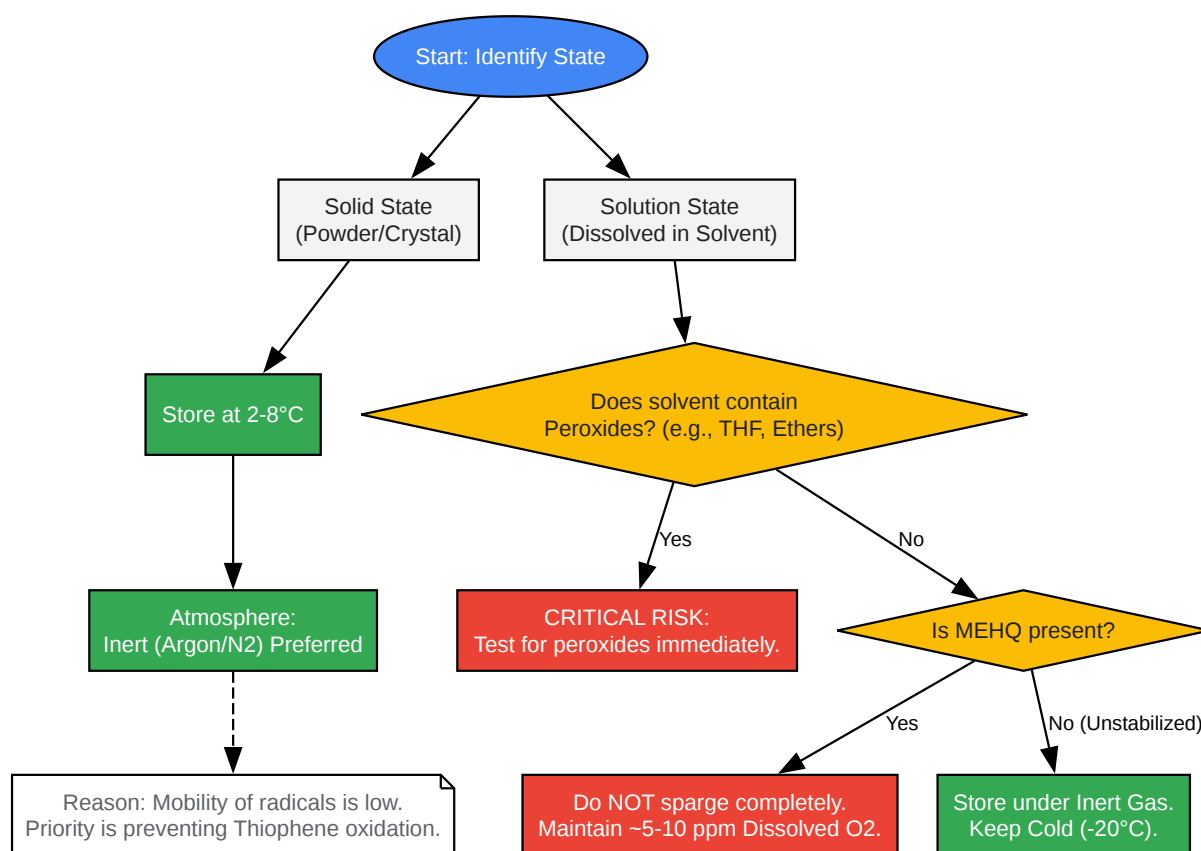 Start: Identify State
Solid State
(Powder/Crystal)
Solution State
(Dissolved in Solvent)
Store at 2-8°C
Does solvent contain
Peroxides? (e.g., THF, Ethers)
Yes
No
Atmosphere:
Inert (Argon/N2) Preferred
CRITICAL RISK:
Test for peroxides immediately.
Is MEHQ present?
Yes
No (Unstabilized)
Reason: Mobility of radicals is low.
Priority is preventing Thiophene oxidation.
Do NOT sparge completely.
Maintain ~5-10 ppm Dissolved O2.
Store under Inert Gas.
Keep Cold (-20°C).